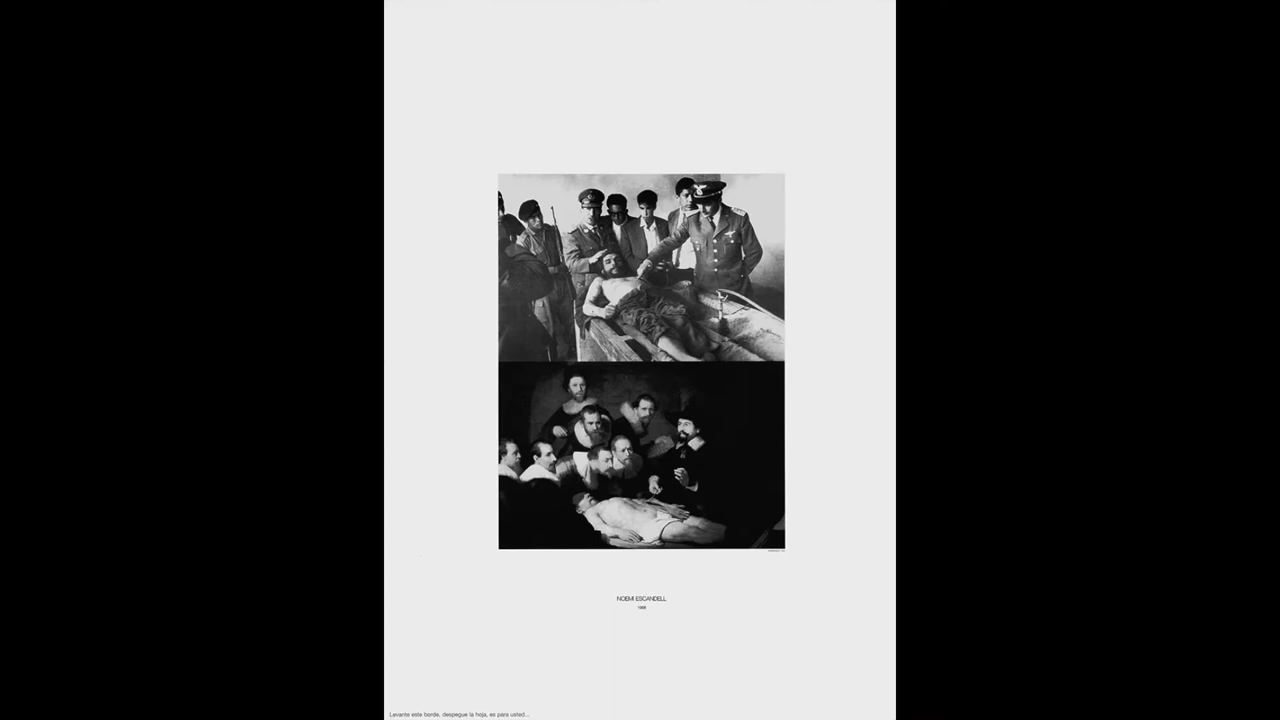 NOEMI ESCANDELL
1968
Levante este borde, despegue la hoja, es para usted...